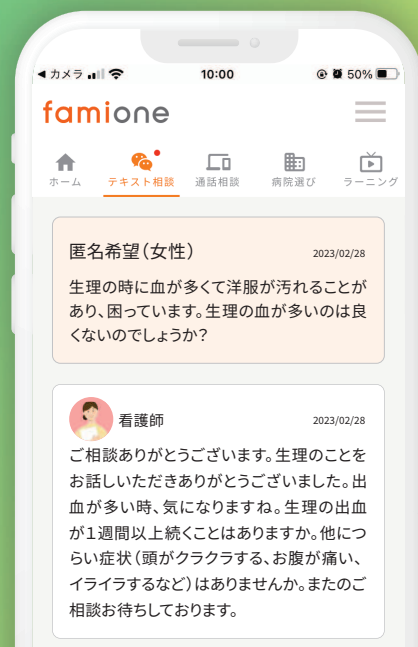 カメラ 10:00 50%
famione
ホーム テキスト相談 通話相談 病院選び ラーニング
匿名希望（女性） 2023/02/28
生理の時に血が多くて洋服が汚れることが
あり、困っています。生理の血が多いのは良
くないのでしょうか？
看護師 2023/02/28
ご相談ありがとうございます。生理のことを
お話しいただきありがとうございました。出
血が多い時、気になりますね。生理の出血
が１週間以上続くことはありますか。他につ
らい症状（頭がクラクラする、お腹が痛い、
イライラするなど）はありませんか。またのご
相談お待ちしております。